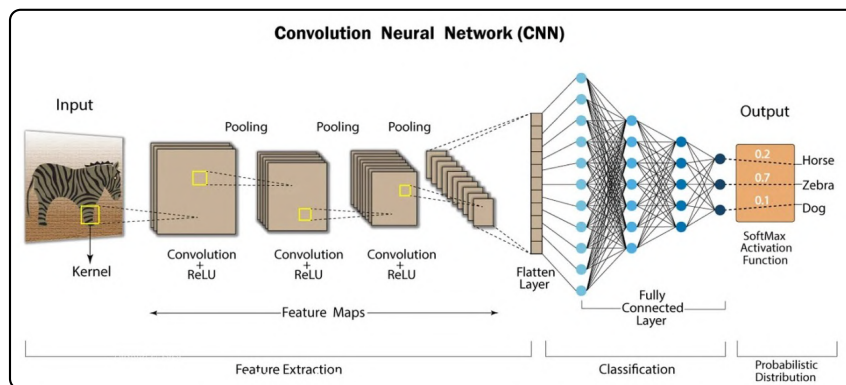 Convolution Neural Network (CNN)
Input
Pooling
Pooling
Pooling
Output
0.2
Horse
0.7
Zebra
0.1
Dog
Kernel
Convolution
+
ReLU
Convolution
+
ReLU
Convolution
+
ReLU
Flatten
Layer
SoftMax
Activation
Function
Feature Maps
Fully
Connected
Layer
Feature Extraction
Classification
Probabilistic
Distribution